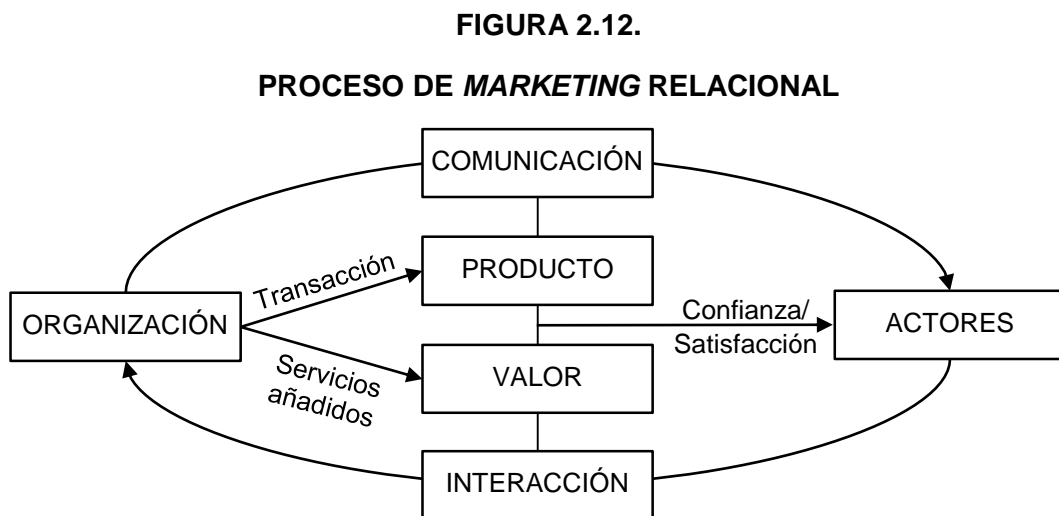 FIGURA 2.12.
PROCESO DE MARKETING RELACIONAL
COMUNICACIÓN
Transacción
PRODUCTO
ORGANIZACIÓN
Confianza/
Satisfacción
ACTORES
Servicios
añadidos
VALOR
INTERACCIÓN